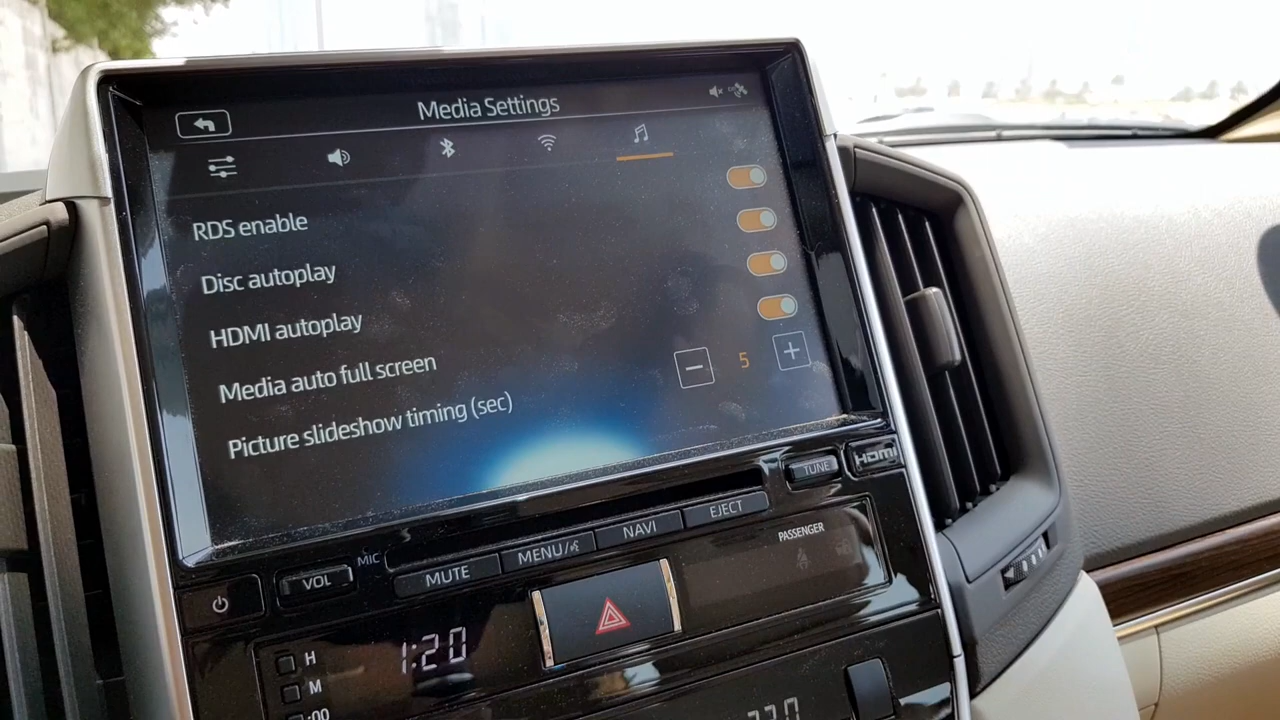 Media Settings
RDS enable
Disc autoplay
HDMI autoplay
Media auto full screen
Picture slideshow timing (sec)
5
TUNE
HDMI
VOL
MIC
MUTE
MENU/
NAVI
EJECT
PASSENGER
1:20
H
M
:00